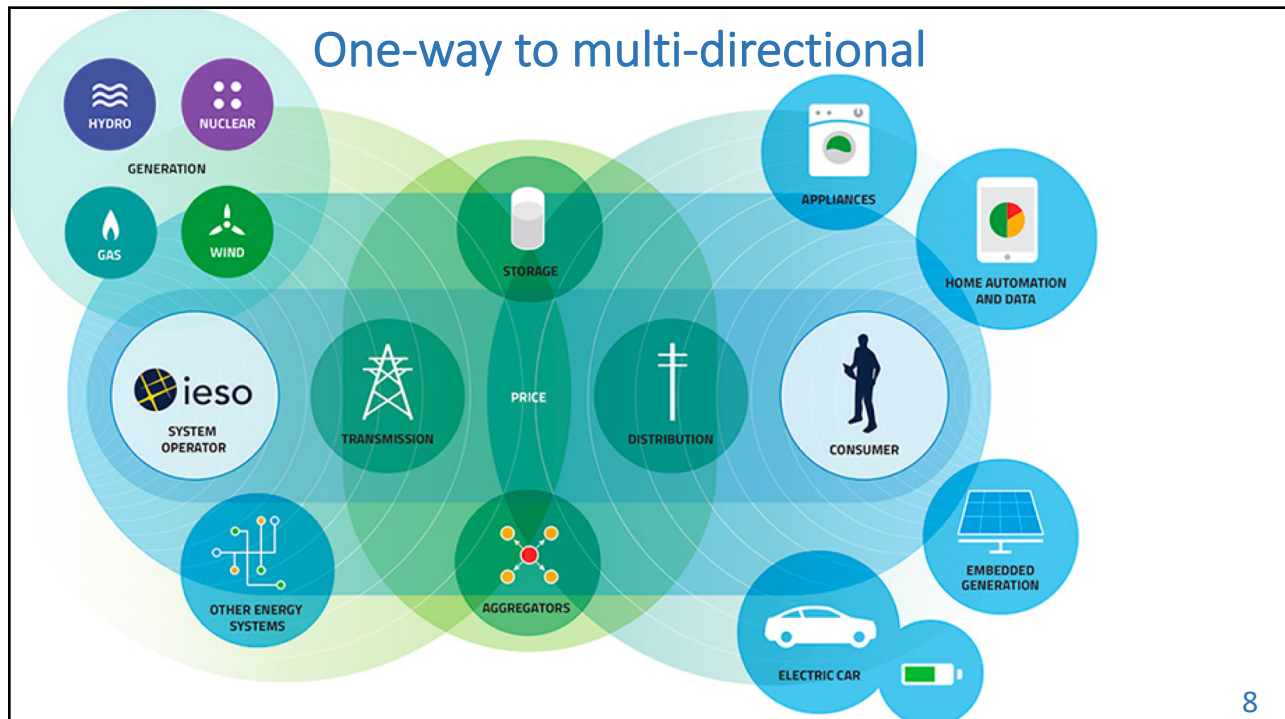 One-way to multi-directional
HYDRO
NUCLEAR
GENERATION
GAS
WIND
STORAGE
APPLIANCES
HOME AUTOMATION
AND DATA
ieso
SYSTEM
OPERATOR
TRANSMISSION
PRICE
DISTRIBUTION
CONSUMER
OTHER ENERGY
SYSTEMS
AGGREGATORS
EMBEDDED
GENERATION
ELECTRIC CAR
8